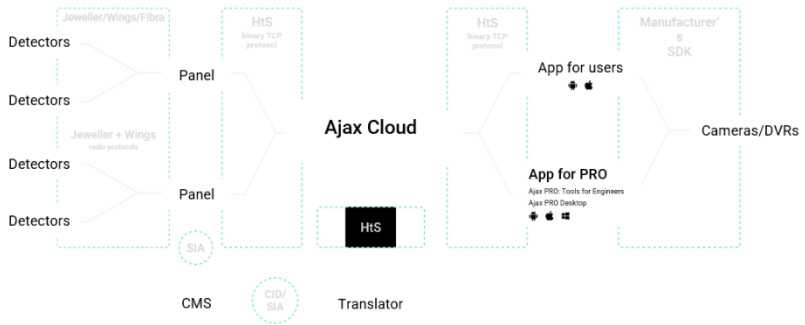 Jeweller/Wings/Fibra
HtS
binary TCP
protocol
HtS
binary TCP
protocol
Manufacturer'
s
SDK
Detectors
Panel
Detectors
App for users
Ajax Cloud
Cameras/DVRs
Jeweller + Wings
radio protocols
Detectors
Panel
Detectors
App for PRO
Ajax PRO: Tools for Engineers
Ajax PRO Desktop
HtS
SIA
CMS
CID/
SIA
Translator